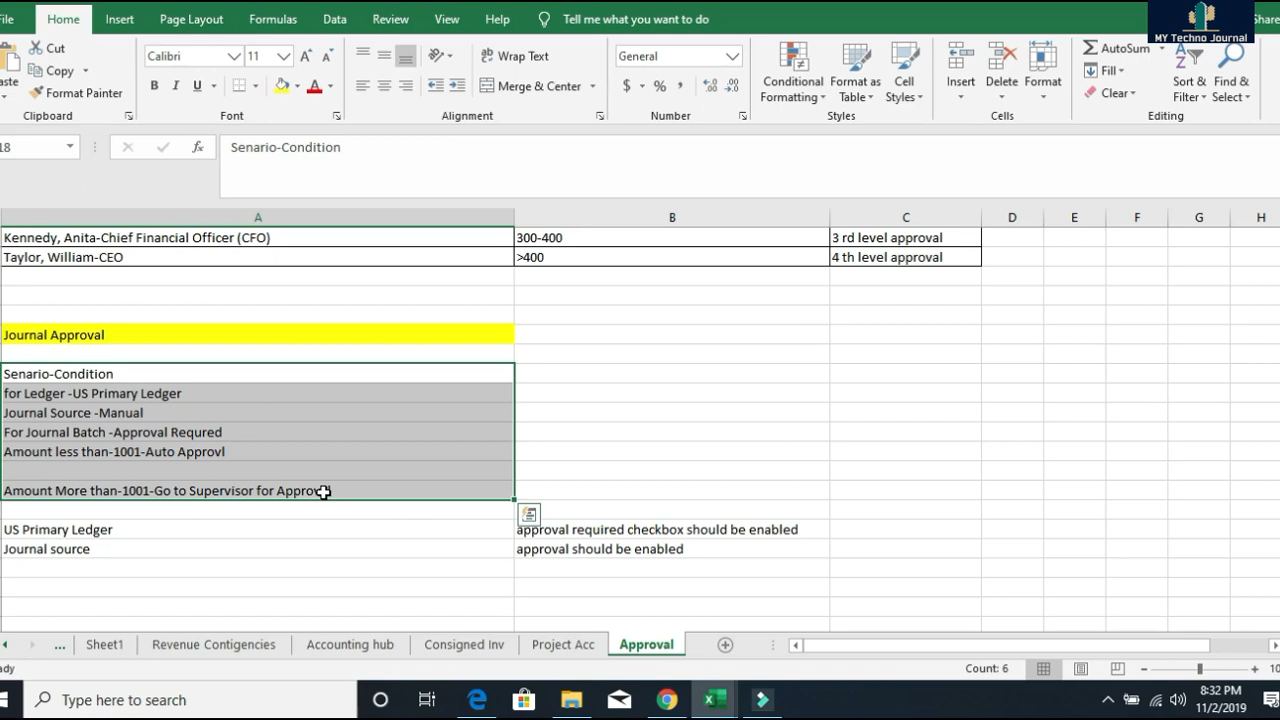 File Home Insert Page Layout Formulas Data Review View Help Tell me what you want to do Share
MY Techno Journal
Cut
Copy
Format Painter
Clipboard
Calibri 11
B I U
Font
Wrap Text
Merge & Center
Alignment
General
$ % ,
Number
Conditional Formatting
Format as Table
Cell Styles
Styles
Insert
Delete
Format
Cells
AutoSum
Fill
Clear
Sort & Filter
Find & Select
Editing
18 fx Senario-Condition
A B C D E F G H
Kennedy, Anita-Chief Financial Officer (CFO) 300-400 3 rd level approval
Taylor, William-CEO >400 4 th level approval
Journal Approval
Senario-Condition
for Ledger -US Primary Ledger
Journal Source -Manual
For Journal Batch -Approval Requred
Amount less than-1001-Auto Approvl
Amount More than-1001-Go to Supervisor for Approv
US Primary Ledger approval required checkbox should be enabled
Journal source approval should be enabled
... Sheet1 Revenue Contigencies Accounting hub Consigned Inv Project Acc Approval
ady Count: 6 10
Type here to search
8:32 PM
11/2/2019